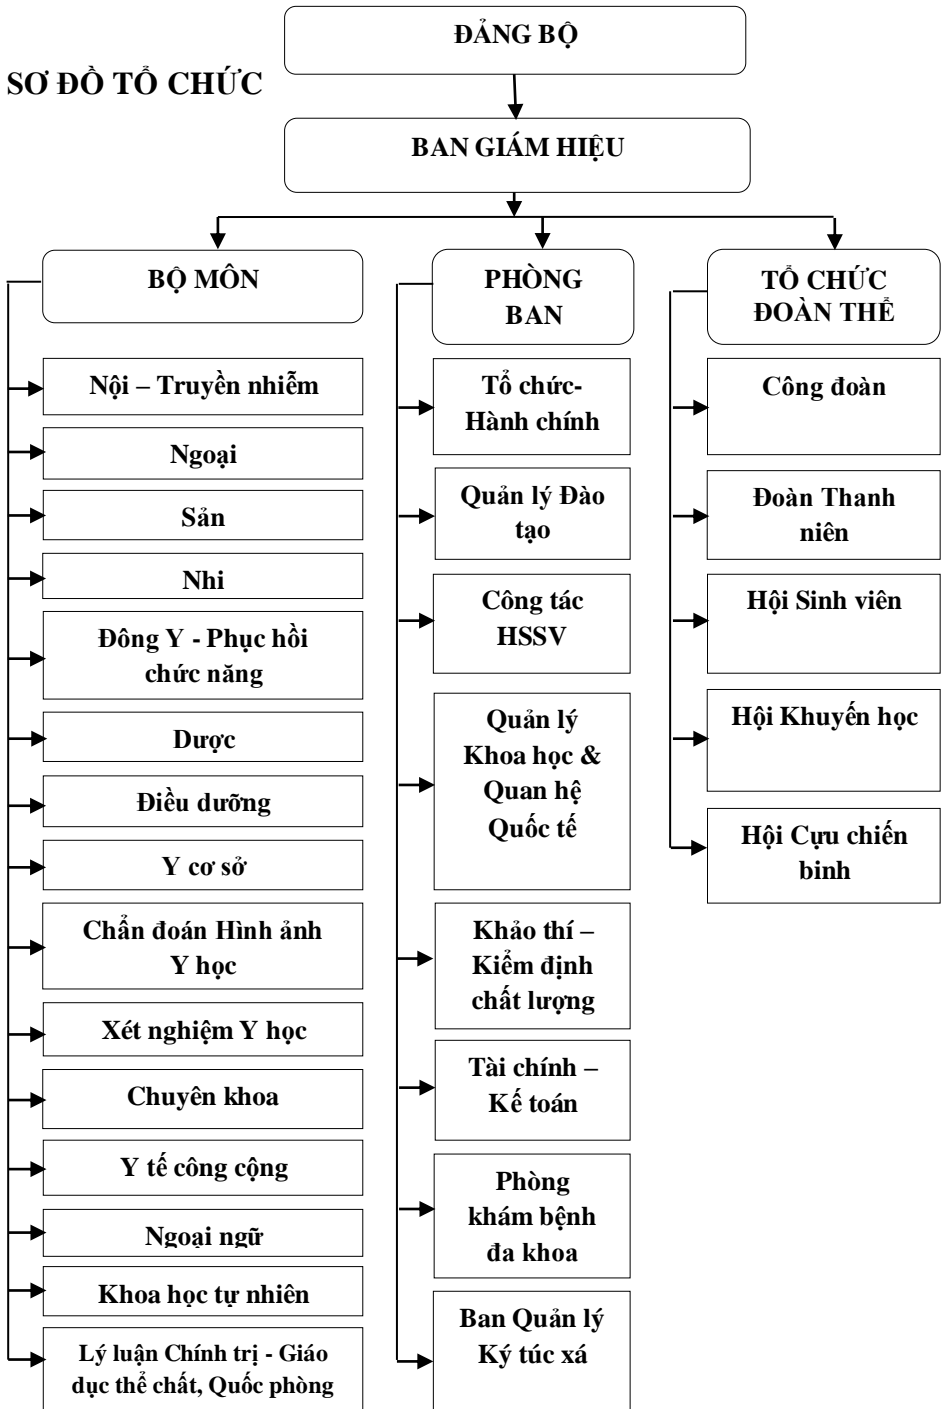 ĐẢNG BỘ
SƠ ĐỒ TỔ CHỨC
BAN GIÁM HIỆU
BỘ MÔN
Nội – Truyền nhiễm
Ngoại
Sản
Nhi
Đông Y - Phục hồi
chức năng
Dược
Điều dưỡng
Y cơ sở
Chẩn đoán Hình ảnh
Y học
Xét nghiệm Y học
Chuyên khoa
Y tế công cộng
Ngoại ngữ
Khoa học tự nhiên
Lý luận Chính trị - Giáo
dục thể chất, Quốc phòng
PHÒNG
BAN
Tổ chức-
Hành chính
Quản lý Đào
tạo
Công tác
HSSV
Quản lý
Khoa học &
Quan hệ
Quốc tế
Khảo thí –
Kiểm định
chất lượng
Tài chính –
Kế toán
Phòng
khám bệnh
đa khoa
Ban Quản lý
Ký túc xá
TỔ CHỨC
ĐOÀN THỂ
Công đoàn
Đoàn Thanh
niên
Hội Sinh viên
Hội Khuyến học
Hội Cựu chiến
binh